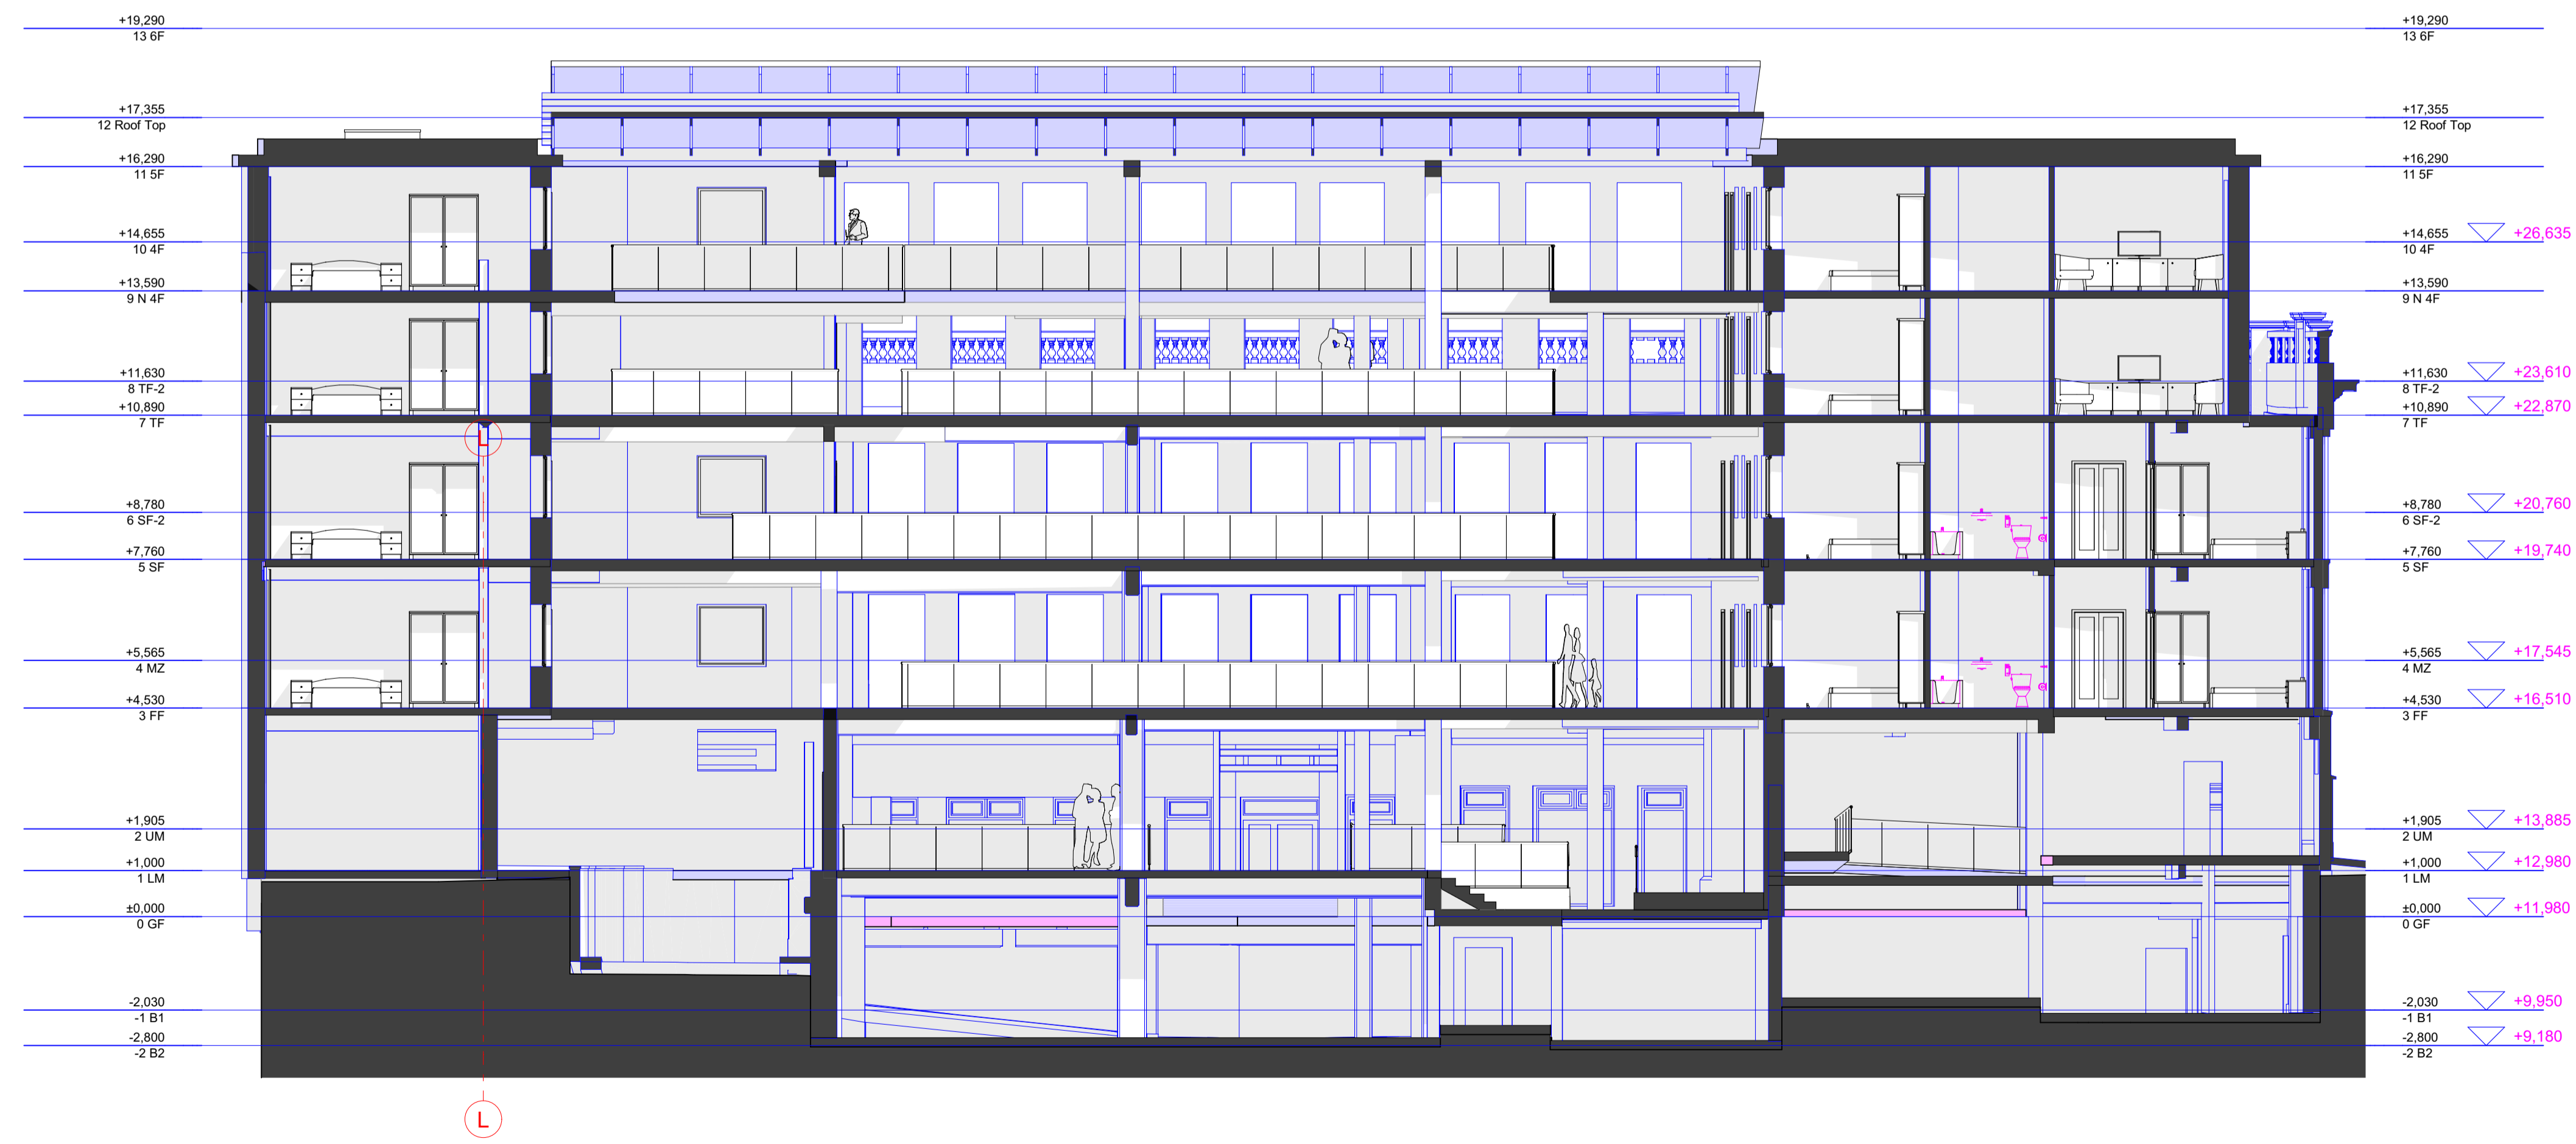 +19,290
13 6F
+19,290
13 6F
+17,355
12 Roof Top
+17,355
12 Roof Top
+16,290
11 5F
+16,290
11 5F
+14,655
10 4F
+14,655
10 4F
+26,635
+13,590
9 N 4F
+13,590
9 N 4F
+11,630
8 TF-2
+11,630
8 TF-2
+23,610
+10,890
7 TF
+10,890
7 TF
+22,870
L
+8,780
6 SF-2
+8,780
6 SF-2
+20,760
+7,760
5 SF
+7,760
5 SF
+19,740
+5,565
4 MZ
+5,565
4 MZ
+17,545
+4,530
3 FF
+4,530
3 FF
+16,510
+1,905
2 UM
+1,905
2 UM
+13,885
+1,000
1 LM
+1,000
1 LM
+12,980
±0,000
0 GF
±0,000
0 GF
+11,980
-2,030
-1 B1
-2,030
-1 B1
+9,950
-2,800
-2 B2
-2,800
-2 B2
+9,180
L